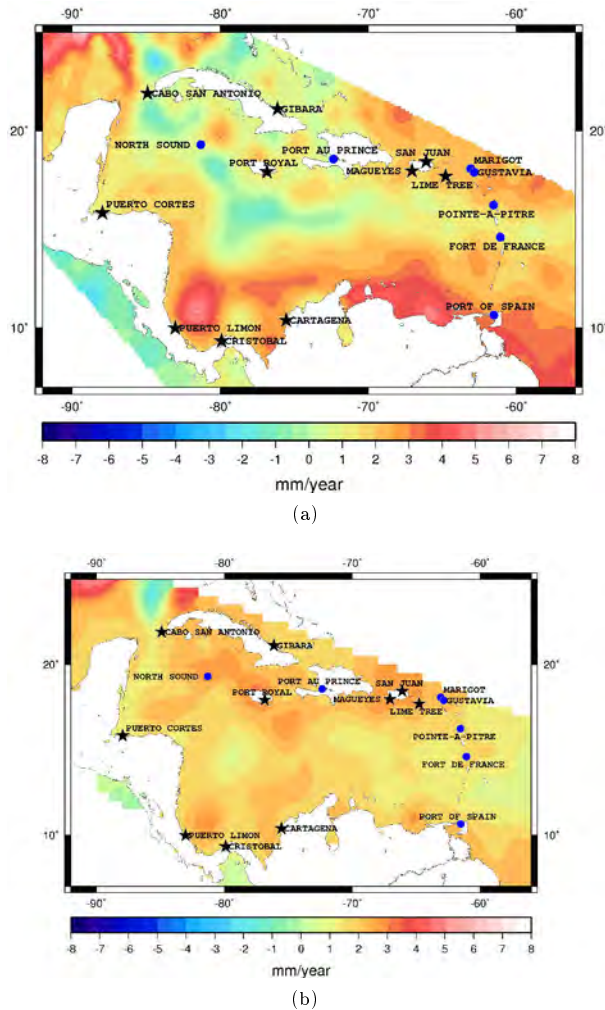 -90° -80° -70° -60°
CABO SAN ANTONIO
GIBARA
20° 20°
NORTH SOUND
PORT AU PRINCE
SAN JUAN
MARIGOT
PORT ROYAL
MAGUEYES
GUSTAVIA
LIME TREE
PUERTO CORTES
POINTE-A-PITRE
FORT DE FRANCE
PORT OF SPAIN
10° 10°
PUERTO LIMON
CARTAGENA
CRISTOBAL
-90° -80° -70° -60°
-8 -7 -6 -5 -4 -3 -2 -1 0 1 2 3 4 5 6 7 8
mm/year
(a)
-90° -80° -70° -60°
CABO SAN ANTONIO
GIBARA
20° 20°
NORTH SOUND
PORT AU PRINCE
SAN JUAN
MARIGOT
PORT ROYAL
MAGUEYES
GUSTAVIA
LIME TREE
PUERTO CORTES
POINTE-A-PITRE
FORT DE FRANCE
PORT OF SPAIN
10° 10°
PUERTO LIMON
CARTAGENA
CRISTOBAL
-90° -80° -70° -60°
-8 -7 -6 -5 -4 -3 -2 -1 0 1 2 3 4 5 6 7 8
mm/year
(b)